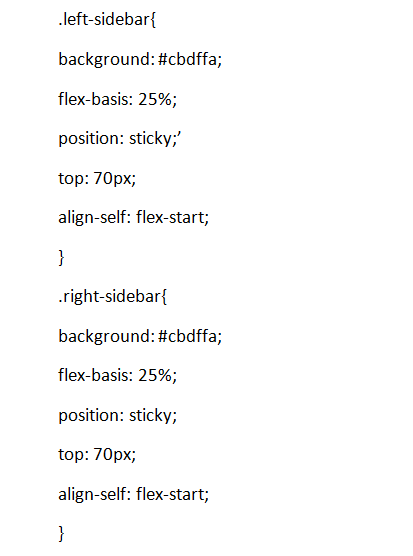 .left-sidebar{
background: #cbdffa;
flex-basis: 25%;
position: sticky;’
top: 70px;
align-self: flex-start;
}
.right-sidebar{
background: #cbdffa;
flex-basis: 25%;
position: sticky;
top: 70px;
align-self: flex-start;
}